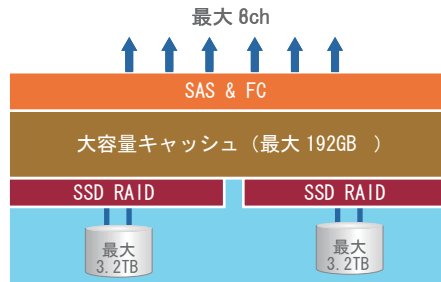 最大 6ch
SAS & FC
大容量キャッシュ（最大 192GB ）
SSD RAID SSD RAID
最大 最大
3.2TB 3.2TB